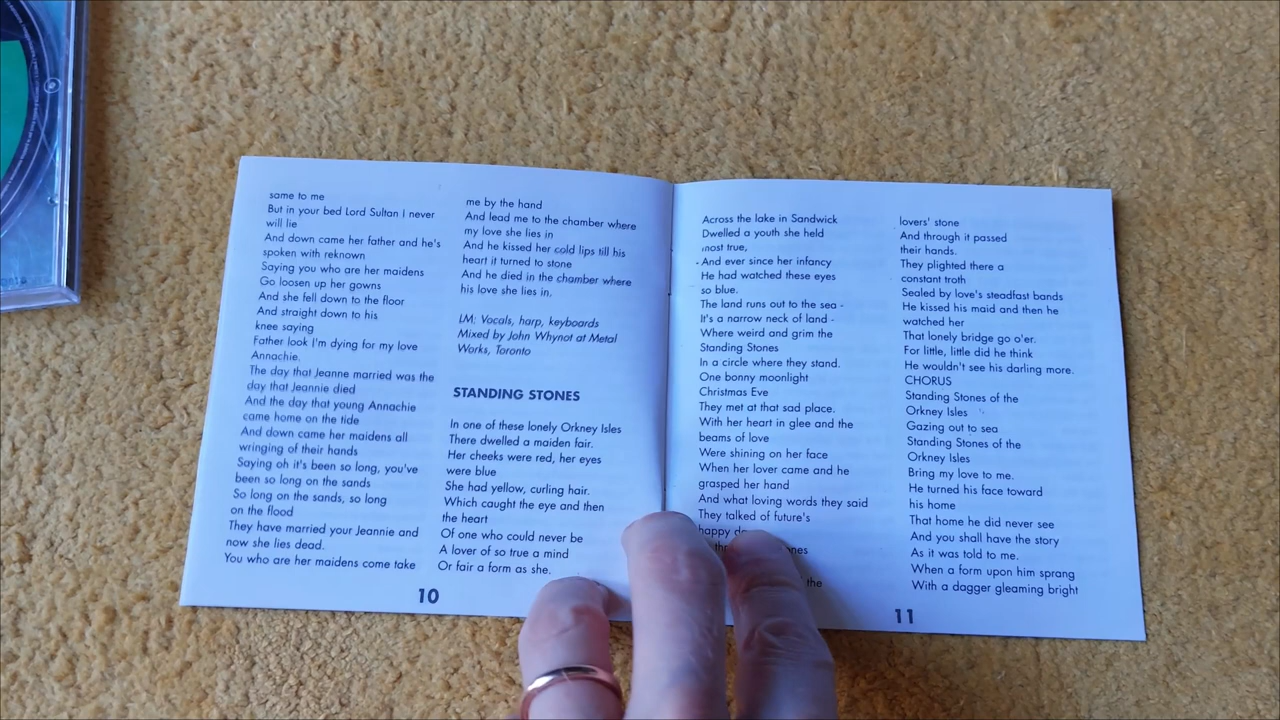 same to me
But in your bed Lord Sultan I never
will lie
And down came her father and he's
spoken with reknown
Saying you who are her maidens
Go loosen up her gowns
And she fell down to the floor
And straight down to his
knee saying
Father look I'm dying for my love
Annachie.
The day that Jeanne married was the
day that Jeannie died
And the day that young Annachie
came home on the tide
And down came her maidens all
wringing of their hands
Saying oh it's been so long, you've
been so long on the sands
So long on the sands, so long
on the flood
They have married your Jeannie and
now she lies dead.
You who are her maidens come take
10
me by the hand
And lead me to the chamber where
my love she lies in
And he kissed her cold lips till his
heart it turned to stone
And he died in the chamber where
his love she lies in.
LM: Vocals, harp, keyboards
Mixed by John Whynot at Metal
Works, Toronto
STANDING STONES
In one of these lonely Orkney Isles
There dwelled a maiden fair.
Her cheeks were red, her eyes
were blue
She had yellow, curling hair.
Which caught the eye and then
the heart
Of one who could never be
A lover of so true a mind
Or fair a form as she.
Across the lake in Sandwick
Dwelled a youth she held
most true,
And ever since her infancy
He had watched these eyes
so blue.
The land runs out to the sea -
It's a narrow neck of land -
Where weird and grim the
Standing Stones
In a circle where they stand.
One bonny moonlight
Christmas Eve
They met at that sad place.
With her heart in glee and the
beams of love
Were shining on her face
When her lover came and he
grasped her hand
And what loving words they said
They talked of future's
happy
the
lovers' stone
And through it passed
their hands.
They plighted there a
constant troth
Sealed by love's steadfast bands
He kissed his maid and then he
watched her
That lonely bridge go o'er.
For little, little did he think
He wouldn't see his darling more.
CHORUS
Standing Stones of the
Orkney Isles
Gazing out to sea
Standing Stones of the
Orkney Isles
Bring my love to me.
He turned his face toward
his home
That home he did never see
And you shall have the story
As it was told to me.
When a form upon him sprang
With a dagger gleaming bright
11